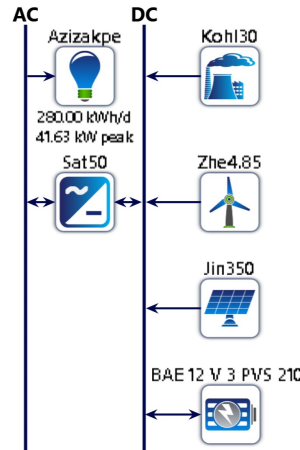 AC
DC
Azizakpe
Kohl30
280.00 kWh/d
41.63 kW peak
Sat50
Zhe4.85
Jin350
BAE 12 V 3 PVS 210